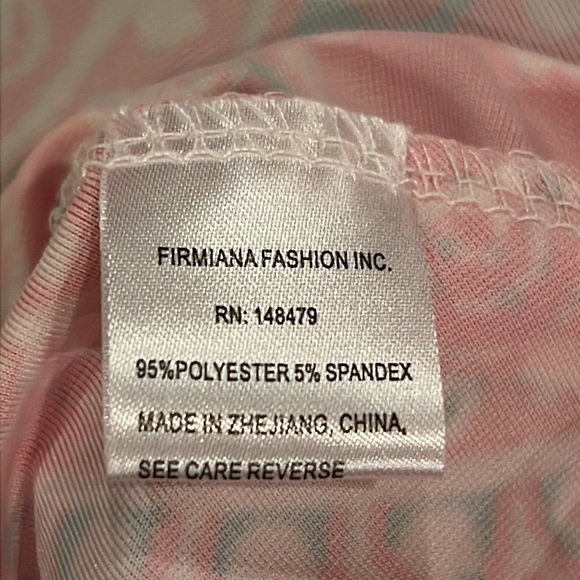 FIRMIANA FASHION INC.
RN: 148479
95%POLYESTER 5% SPANDEX
MADE IN ZHEJIANG, CHINA.
SEE CARE REVERSE